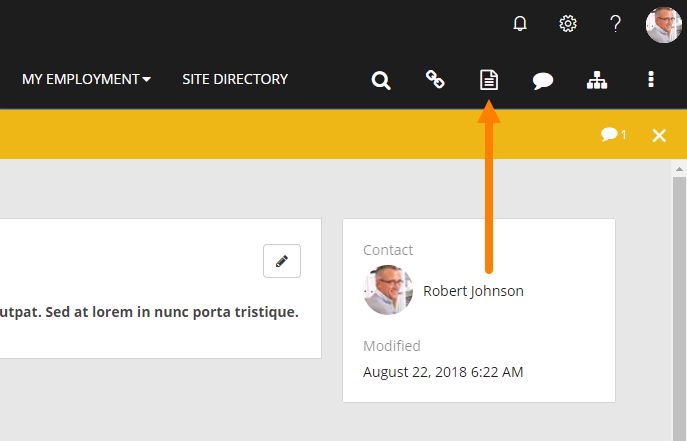 MY EMPLOYMENT
SITE DIRECTORY
1
Contact
Robert Johnson
utpat. Sed at lorem in nunc porta tristique.
Modified
August 22, 2018 6:22 AM